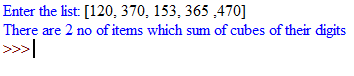 Enter the list: [120, 370, 153, 365 ,470]
There are 2 no of items which sum of cubes of their digits
>>>